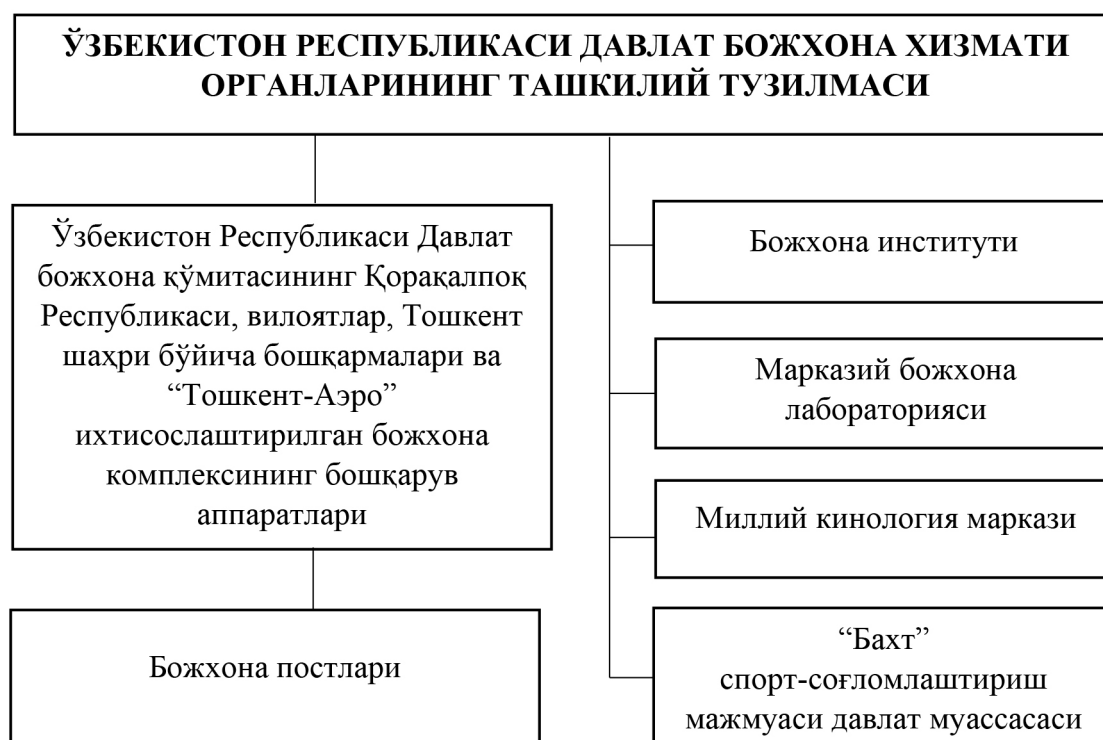 ЎЗБЕКИСТОН РЕСПУБЛИКАСИ ДАВЛАТ БОЖХОНА ХИЗМАТИ
ОРГАНЛАРИНИНГ ТАШКИЛИЙ ТУЗИЛМАСИ
Ўзбекистон Республикаси Давлат
божхона қўмитасининг Қорақалпоқ
Республикаси, вилоятлар, Тошкент
шаҳри бўйича бошқармалари ва
“Тошкент-Аэро”
ихтисослаштирилган божхона
комплексининг бошқарув
аппаратлари
Божхона постлари
Божхона институти
Марказий божхона
лабораторияси
Миллий кинология маркази
“Бахт”
спорт-соғломлаштириш
мажмуаси давлат муассасаси